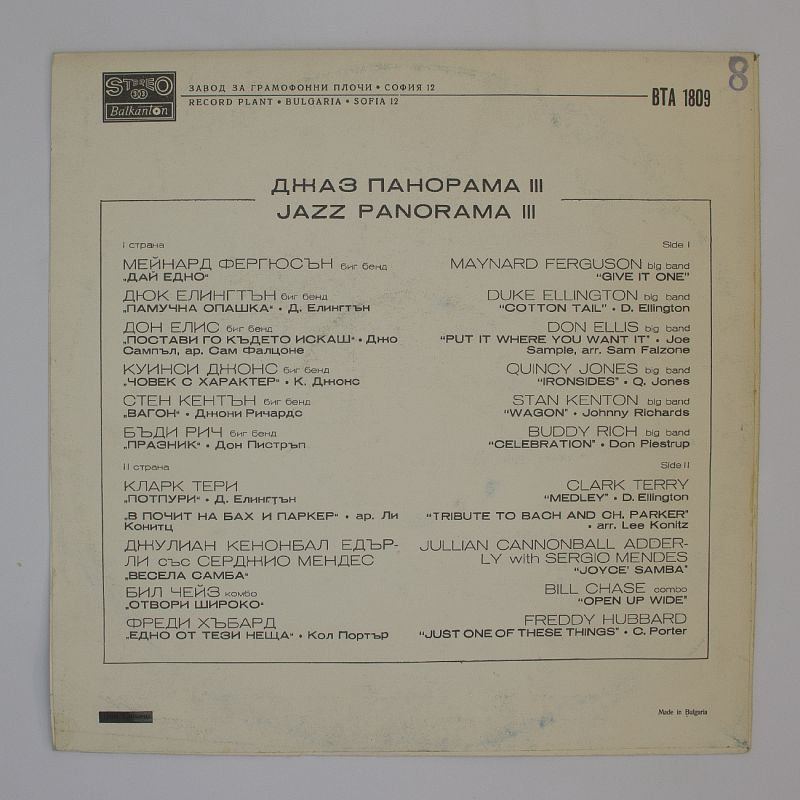 STEREO
33
Balkanton
ЗАВОД ЗА ГРАМОФОННИ ПЛОЧИ • СОФИЯ 12
RECORD PLANT • BULGARIA • SOFIA 12
ВТА 1809
8
ДЖАЗ ПАНОРАМА III
JAZZ PANORAMA III
I страна
МЕЙНАРД ФЕРГЮСЪН биг бенд
„ДАЙ ЕДНО“
ДЮК ЕЛИНГТЪН биг бенд
„ПАМУЧНА ОПАШКА“ • Д. Елингтън
ДОН ЕЛИС биг бенд
„ПОСТАВИ ГО КЪДЕТО ИСКАШ“ • Джо
Сампъл, ар. Сам Фалцоне
КУИНСИ ДЖОНС биг бенд
„ЧОВЕК С ХАРАКТЕР“ • К. Джонс
СТЕН КЕНТЪН биг бенд
„ВАГОН“ • Джони Ричардс
БЪДИ РИЧ биг бенд
„ПРАЗНИК“ • Дон Пистръп
II страна
КЛАРК ТЕРИ
„ПОТПУРИ“ • Д. Елингтън
„В ПОЧИТ НА БАХ И ПАРКЕР“ • ар. Ли
Конитц
ДЖУЛИАН КЕНОНБАЛ ЕДЪР-
ЛИ със СЕРДЖИО МЕНДЕС
„ВЕСЕЛА САМБА“
БИЛ ЧЕЙЗ комбо
„ОТВОРИ ШИРОКО“
ФРЕДИ ХЪБАРД
„ЕДНО ОТ ТЕЗИ НЕЩА“ • Кол Портър
Side I
MAYNARD FERGUSON big band
“GIVE IT ONE”
DUKE ELLINGTON big band
“COTTON TAIL” • D. Ellington
DON ELLIS big band
“PUT IT WHERE YOU WANT IT” • Joe
Sample, arr. Sam Falzone
QUINCY JONES big band
“IRONSIDES” • Q. Jones
STAN KENTON big band
“WAGON” • Johnny Richards
BUDDY RICH big band
“CELEBRATION” • Don Piestrup
Side II
CLARK TERRY
“MEDLEY” • D. Ellington
“TRIBUTE TO BACH AND CH. PARKER”
• arr. Lee Konitz
JULLIAN CANNONBALL ADDER-
LY with SERGIO MENDES
“JOYCE’ SAMBA”
BILL CHASE combo
“OPEN UP WIDE”
FREDDY HUBBARD
“JUST ONE OF THESE THINGS” • C. Porter
Made in Bulgaria